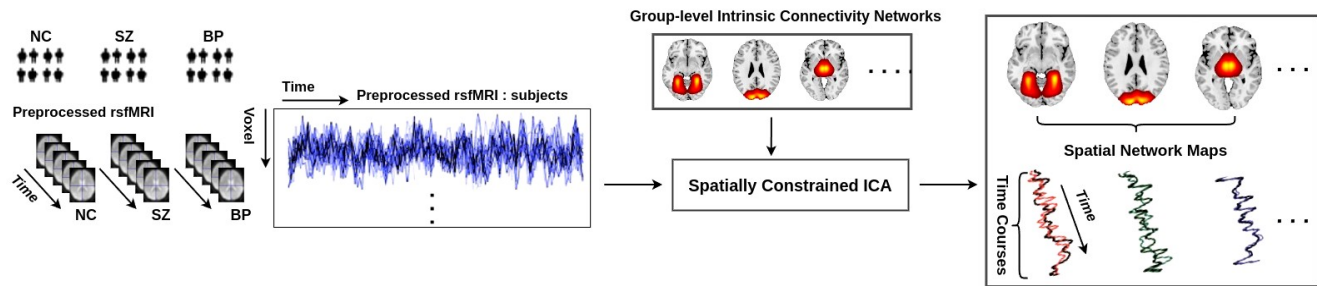 NC
SZ
BP
Preprocessed rsfMRI
Time
NC
SZ
BP
Time
Voxel
Preprocessed rsfMRI : subjects
Group-level Intrinsic Connectivity Networks
Spatially Constrained ICA
Spatial Network Maps
Time Courses
Time